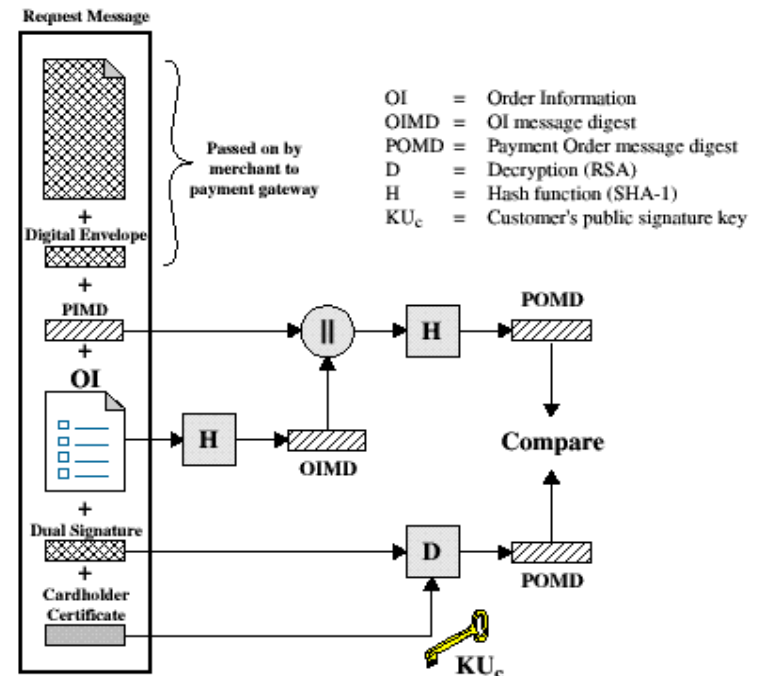 Request Message
Passed on by
merchant to
payment gateway
OI = Order Information
OIMD = OI message digest
POMD = Payment Order message digest
D = Decryption (RSA)
H = Hash function (SHA-1)
KUc = Customer's public signature key
+
Digital Envelope
+
PIMD
+
OI
||
H
POMD
H
OIMD
Compare
+
Dual Signature
D
POMD
+
Cardholder
Certificate
KUc